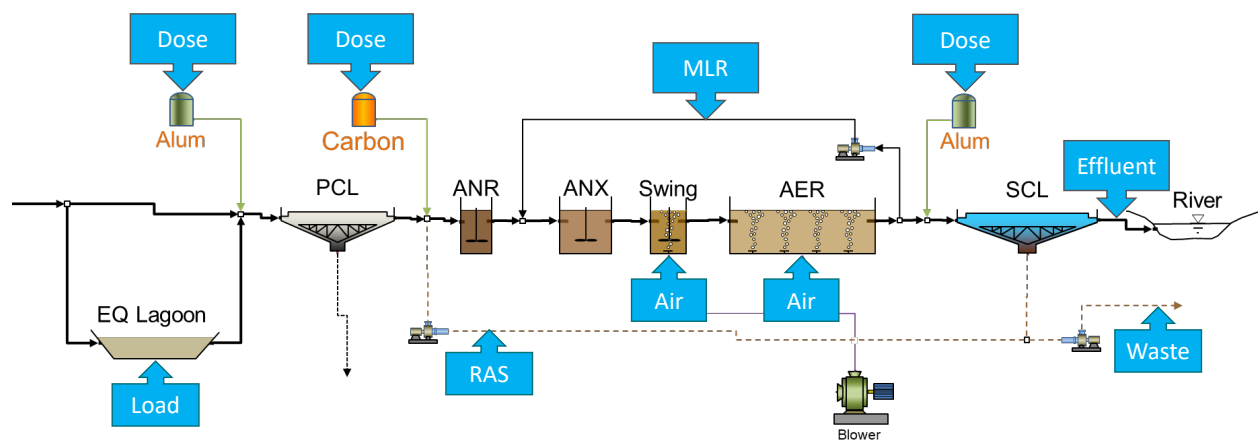 Dose
Dose
MLR
Dose
Alum
Carbon
Alum
Effluent
PCL
ANR
ANX
Swing
AER
SCL
River
EQ Lagoon
Air
Air
Load
RAS
Waste
Blower